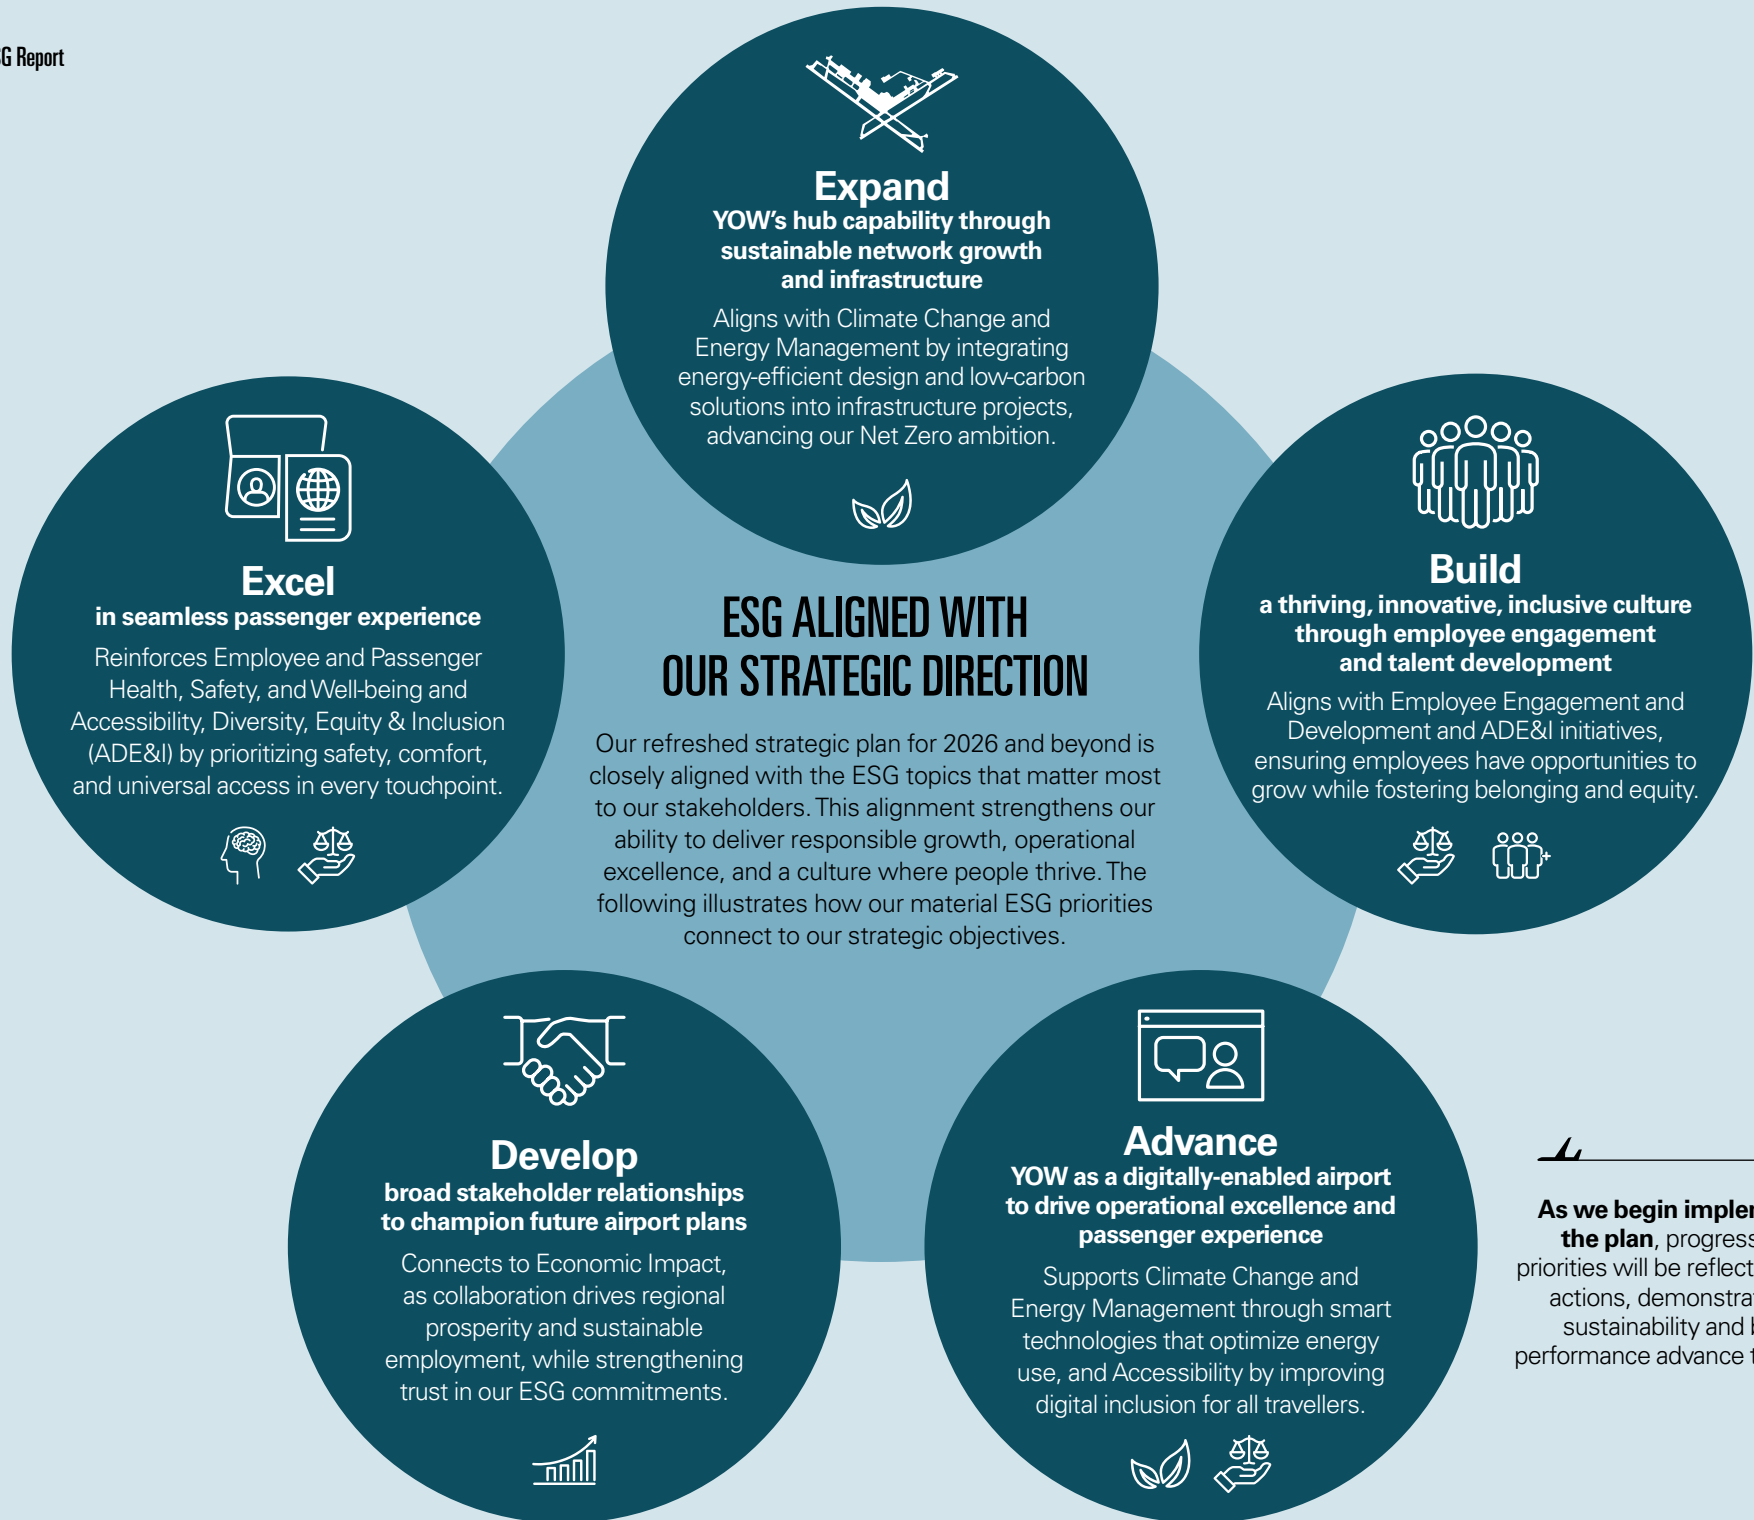 Report
Expand
YOW's hub capability through
sustainable network growth
and infrastructure
Aligns with Climate Change and
Energy Management by integrating
energy-efficient design and low-carbon
solutions into infrastructure projects,
advancing our Net Zero ambition.
Excel
in seamless passenger experience
Reinforces Employee and Passenger
Health, Safety, and Well-being and
Accessibility, Diversity, Equity & Inclusion
(ADE&I) by prioritizing safety, comfort,
and universal access in every touchpoint.
ESG ALIGNED WITH
OUR STRATEGIC DIRECTION
Our refreshed strategic plan for 2026 and beyond is
closely aligned with the ESG topics that matter most
to our stakeholders. This alignment strengthens our
ability to deliver responsible growth, operational
excellence, and a culture where people thrive. The
following illustrates how our material ESG priorities
connect to our strategic objectives.
Build
a thriving, innovative, inclusive culture
through employee engagement
and talent development
Aligns with Employee Engagement and
Development and ADE&I initiatives,
ensuring employees have opportunities to
grow while fostering belonging and equity.
Develop
broad stakeholder relationships
to champion future airport plans
Connects to Economic Impact,
as collaboration drives regional
prosperity and sustainable
employment, while strengthening
trust in our ESG commitments.
Advance
YOW as a digitally-enabled airport
to drive operational excellence and
passenger experience
Supports Climate Change and
Energy Management through smart
technologies that optimize energy
use, and Accessibility by improving
digital inclusion for all travellers.
As we begin
the plan, progress
priorities will be
actions,
sustainability and
performance advance